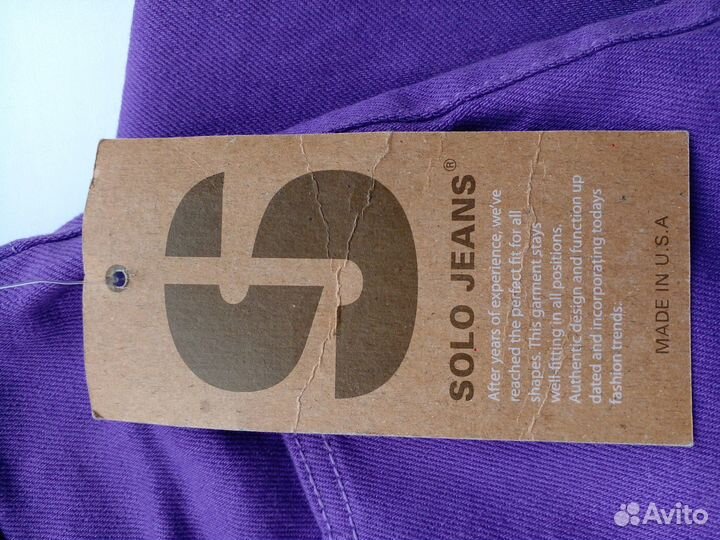 SOLO JEANS®
After years of experience, we've
reached the perfect fit for all
shapes. This garment stays
well-fitting in all positions.
Authentic design and function up
dated and incorporating todays
fashion trends.
MADE IN U.S.A
Avito